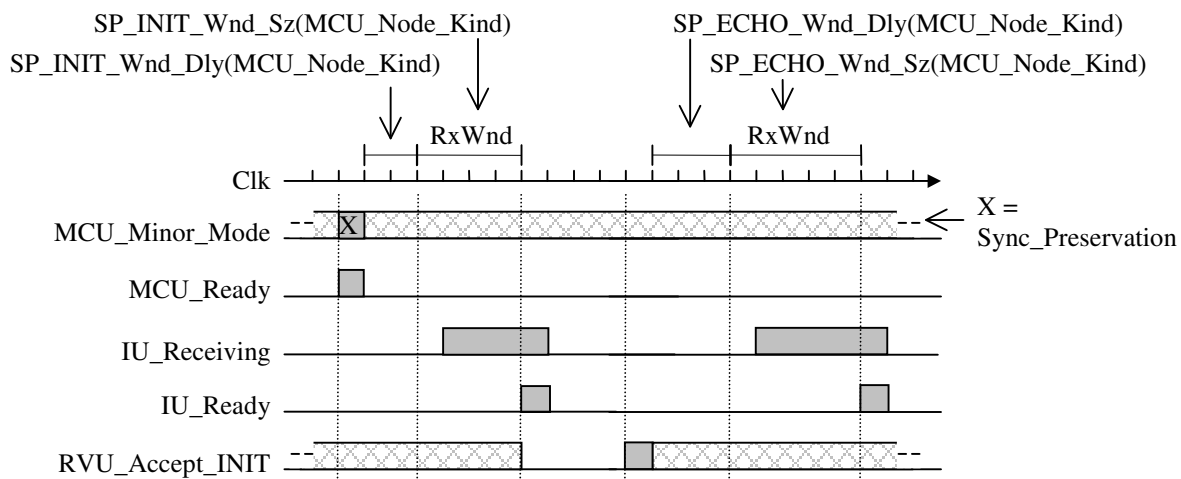 SP_INIT_Wnd_Sz(MCU_Node_Kind)
SP_ECHO_Wnd_Dly(MCU_Node_Kind)
SP_INIT_Wnd_Dly(MCU_Node_Kind)
SP_ECHO_Wnd_Sz(MCU_Node_Kind)
RxWnd
RxWnd
Clk
MCU_Minor_Mode
X
X =
Sync_Preservation
MCU_Ready
IU_Receiving
IU_Ready
RVU_Accept_INIT